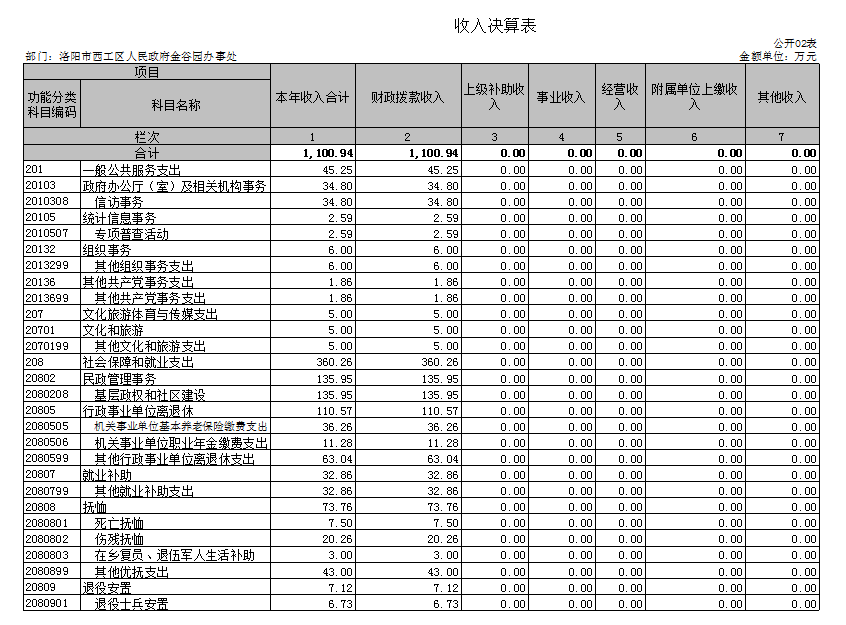 收入决算表
公开02表
部门：洛阳市西工区人民政府金谷园办事处 金额单位：万元
项目 本年收入合计 财政拨款收入 上级补助收入 事业收入 经营收入 附属单位上缴收入 其他收入
功能分类科目编码 科目名称
栏次 1 2 3 4 5 6 7
合计 1,100.94 1,100.94 0.00 0.00 0.00 0.00 0.00
201 一般公共服务支出 45.25 45.25 0.00 0.00 0.00 0.00 0.00
20103 政府办公厅（室）及相关机构事务 34.80 34.80 0.00 0.00 0.00 0.00 0.00
2010308 信访事务 34.80 34.80 0.00 0.00 0.00 0.00 0.00
20105 统计信息事务 2.59 2.59 0.00 0.00 0.00 0.00 0.00
2010507 专项普查活动 2.59 2.59 0.00 0.00 0.00 0.00 0.00
20132 组织事务 6.00 6.00 0.00 0.00 0.00 0.00 0.00
2013299 其他组织事务支出 6.00 6.00 0.00 0.00 0.00 0.00 0.00
20136 其他共产党事务支出 1.86 1.86 0.00 0.00 0.00 0.00 0.00
2013699 其他共产党事务支出 1.86 1.86 0.00 0.00 0.00 0.00 0.00
207 文化旅游体育与传媒支出 5.00 5.00 0.00 0.00 0.00 0.00 0.00
20701 文化和旅游 5.00 5.00 0.00 0.00 0.00 0.00 0.00
2070199 其他文化和旅游支出 5.00 5.00 0.00 0.00 0.00 0.00 0.00
208 社会保障和就业支出 360.26 360.26 0.00 0.00 0.00 0.00 0.00
20802 民政管理事务 135.95 135.95 0.00 0.00 0.00 0.00 0.00
2080208 基层政权和社区建设 135.95 135.95 0.00 0.00 0.00 0.00 0.00
20805 行政事业单位离退休 110.57 110.57 0.00 0.00 0.00 0.00 0.00
2080505 机关事业单位基本养老保险缴费支出 36.26 36.26 0.00 0.00 0.00 0.00 0.00
2080506 机关事业单位职业年金缴费支出 11.28 11.28 0.00 0.00 0.00 0.00 0.00
2080599 其他行政事业单位离退休支出 63.04 63.04 0.00 0.00 0.00 0.00 0.00
20807 就业补助 32.86 32.86 0.00 0.00 0.00 0.00 0.00
2080799 其他就业补助支出 32.86 32.86 0.00 0.00 0.00 0.00 0.00
20808 抚恤 73.76 73.76 0.00 0.00 0.00 0.00 0.00
2080801 死亡抚恤 7.50 7.50 0.00 0.00 0.00 0.00 0.00
2080802 伤残抚恤 20.26 20.26 0.00 0.00 0.00 0.00 0.00
2080803 在乡复员、退伍军人生活补助 3.00 3.00 0.00 0.00 0.00 0.00 0.00
2080899 其他优抚支出 43.00 43.00 0.00 0.00 0.00 0.00 0.00
20809 退役安置 7.12 7.12 0.00 0.00 0.00 0.00 0.00
2080901 退役士兵安置 6.73 6.73 0.00 0.00 0.00 0.00 0.00